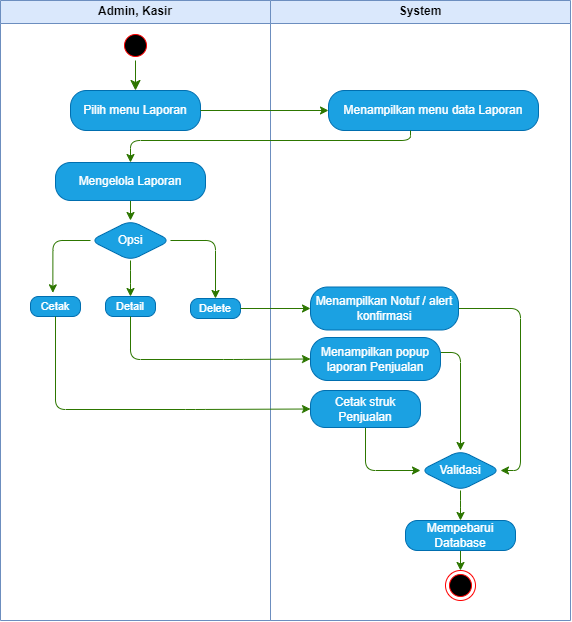 Admin, Kasir
System
Pilih menu Laporan
Menampilkan menu data Laporan
Mengelola Laporan
Opsi
Cetak
Detail
Delete
Menampilkan Notuf / alert
konfirmasi
Menampilkan popup
laporan Penjualan
Cetak struk
Penjualan
Validasi
Mempebarui
Database